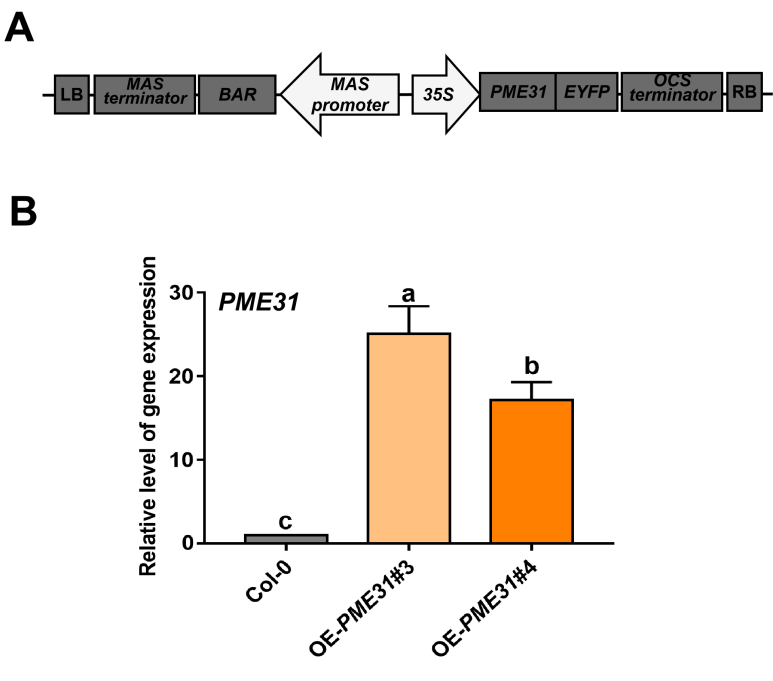 A
LB
MAS
terminator
BAR
MAS
promoter
35S
PME31
EYFP
OCS
terminator
RB
B
Relative level of gene expression
30
20
10
0
PME31
c
a
b
Col-0
OE-PME31#3
OE-PME31#4